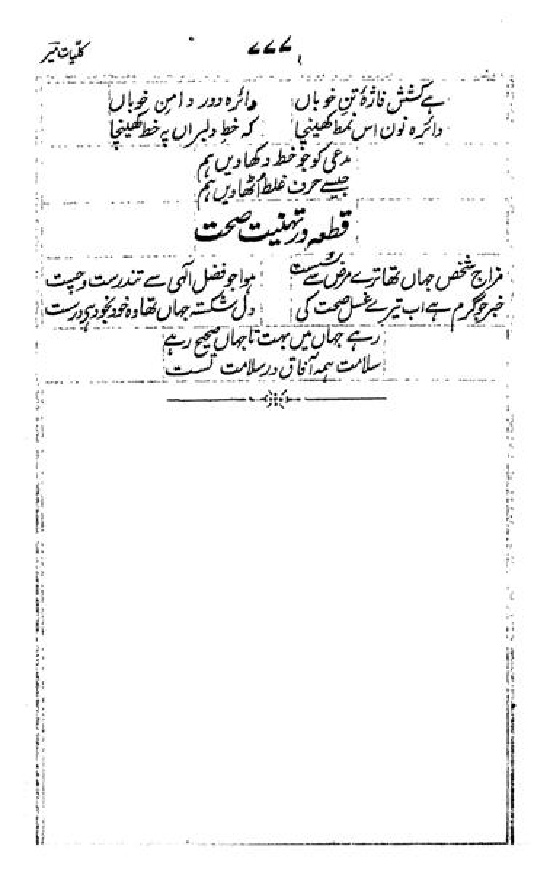 کلیات میر
۷۷۷
ہے کشش فازۂ تن خوباں دائرہ دور دامن خوباں
دائرہ نون اس نمط کھینچا کہ خط دلبراں پہ خط کھینچا
مدعی کو جو خط دکھاویں ہم
جیسے حرف غلط اٹھاویں ہم
قطعہ در تہنیت صحت
مزاج شخص جہاں تھا ترے مرض سے سست ہوا جو فضل الٰہی سے تندرست و چست
خبر جو گرم ہے اب تیرے غسل صحت کی دل شکستہ جہاں تھا وہ خود بخود ہی درست
رہے جہاں میں بہت تا جہاں صحیح رہے
سلامت ہمہ آفاق در سلامت تست